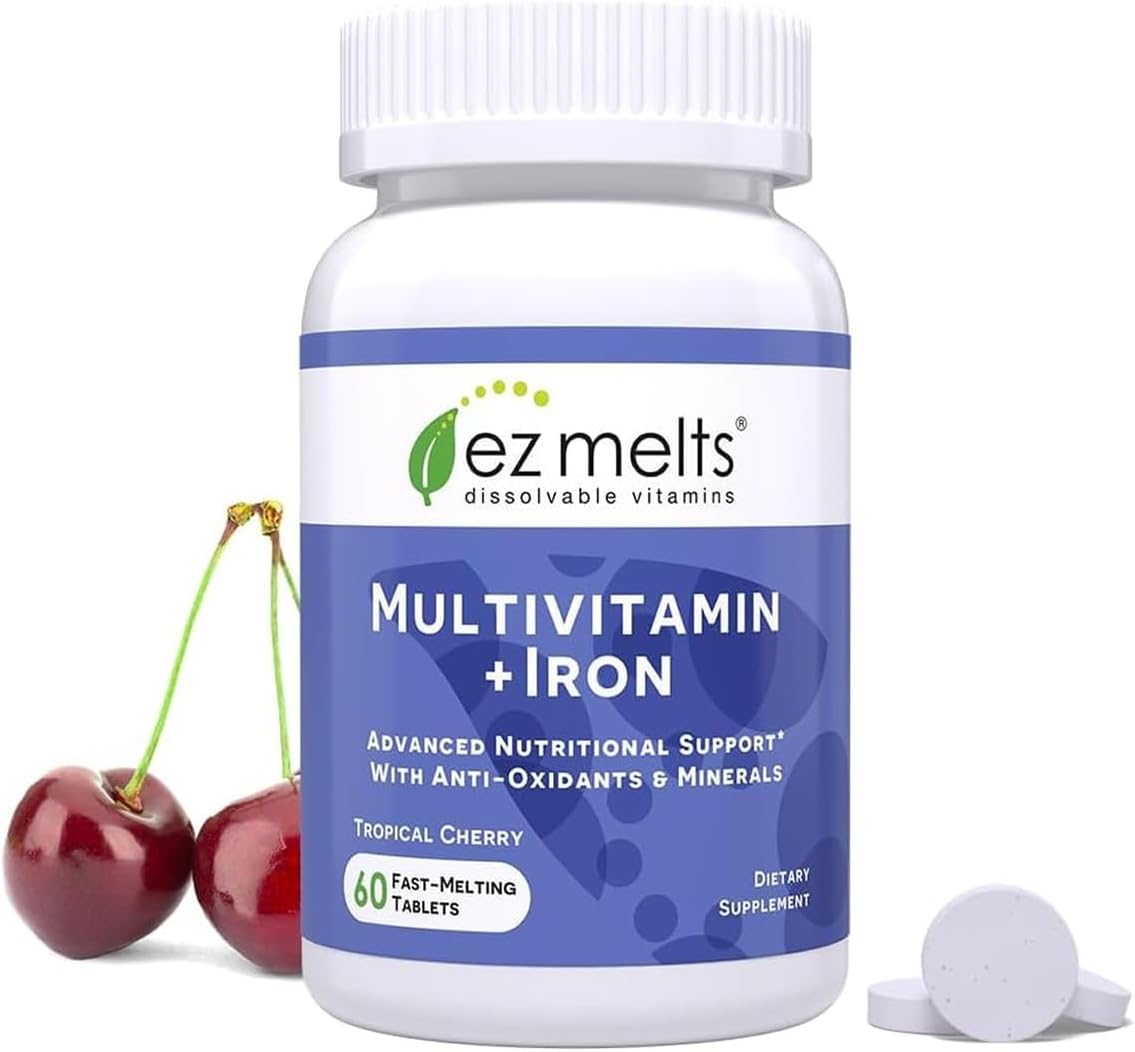 ez melts®
dissolvable vitamins
MULTIVITAMIN
+IRON
ADVANCED NUTRITIONAL SUPPORT*
WITH ANTI-OXIDANTS & MINERALS
TROPICAL CHERRY
60 FAST-MELTING
TABLETS
DIETARY
SUPPLEMENT